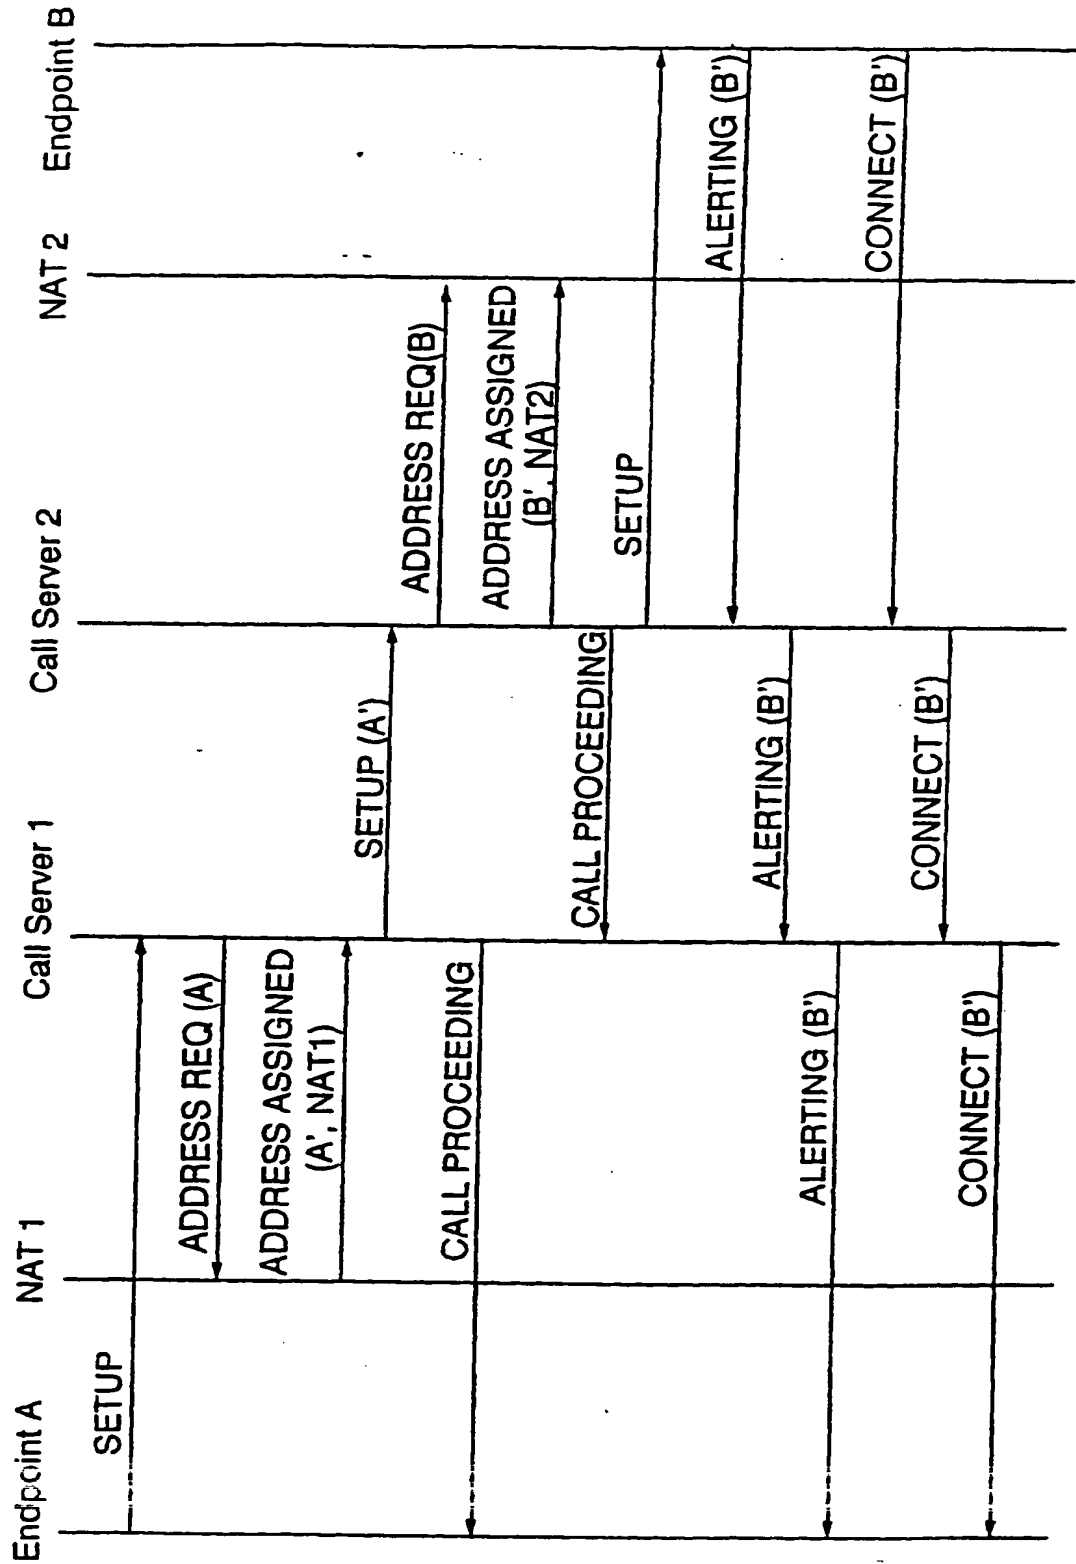 Endpoint A
NAT 1
Call Server 1
Call Server 2
NAT 2
Endpoint B
SETUP
ADDRESS REQ (A)
ADDRESS ASSIGNED
(A', NAT1)
SETUP (A')
ADDRESS REQ(B)
CALL PROCEEDING
ADDRESS ASSIGNED
(B', NAT2)
CALL PROCEEDING
SETUP
ALERTING (B')
ALERTING (B')
ALERTING (B')
CONNECT (B')
CONNECT (B')
CONNECT (B')